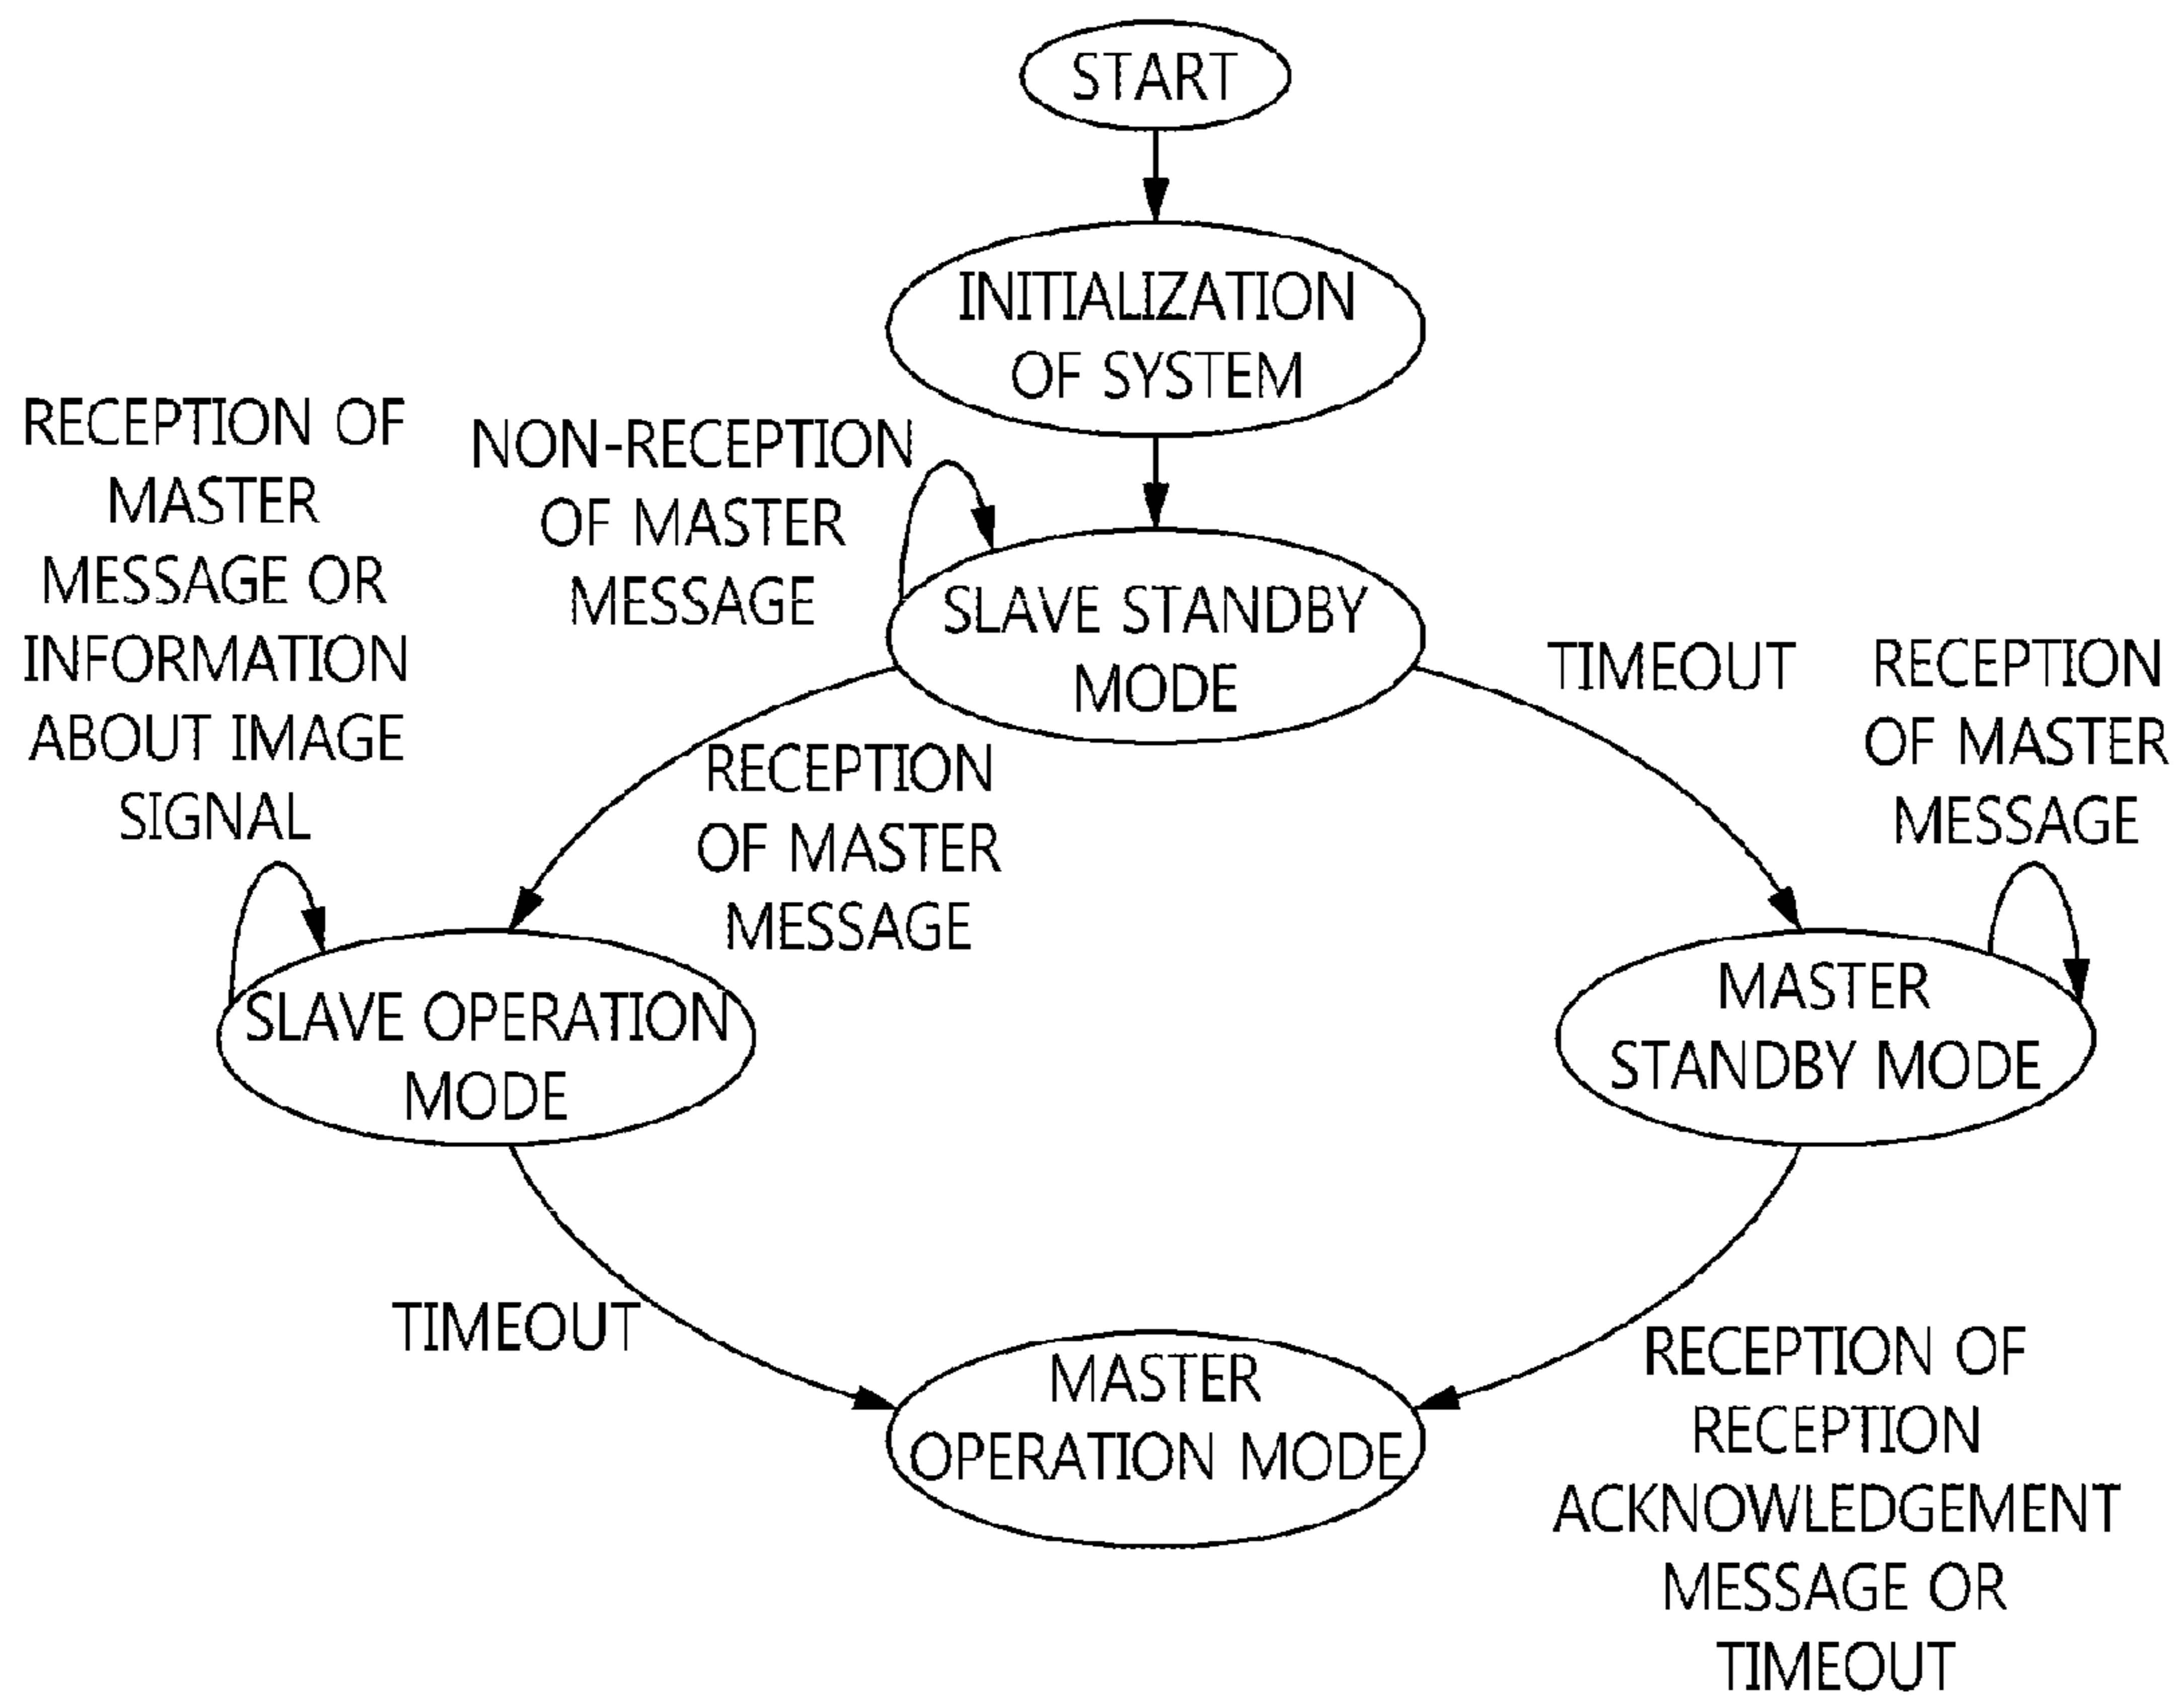 START
INITIALIZATION
OF SYSTEM
RECEPTION OF
MASTER
MESSAGE OR
INFORMATION
ABOUT IMAGE
SIGNAL
NON-RECEPTION
OF MASTER
MESSAGE
SLAVE STANDBY
MODE
TIMEOUT
RECEPTION
OF MASTER
MESSAGE
RECEPTION
OF MASTER
MESSAGE
SLAVE OPERATION
MODE
MASTER
STANDBY MODE
TIMEOUT
MASTER
OPERATION MODE
RECEPTION OF
RECEPTION
ACKNOWLEDGEMENT
MESSAGE OR
TIMEOUT